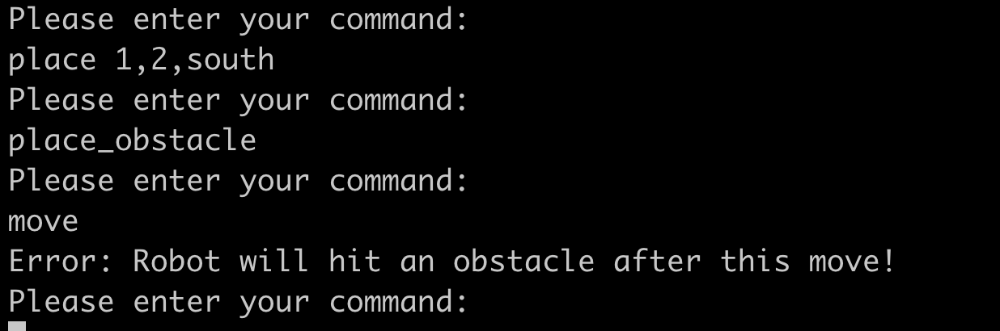 Please enter your command:
place 1,2,south
Please enter your command:
place_obstacle
Please enter your command:
move
Error: Robot will hit an obstacle after this move!
Please enter your command: